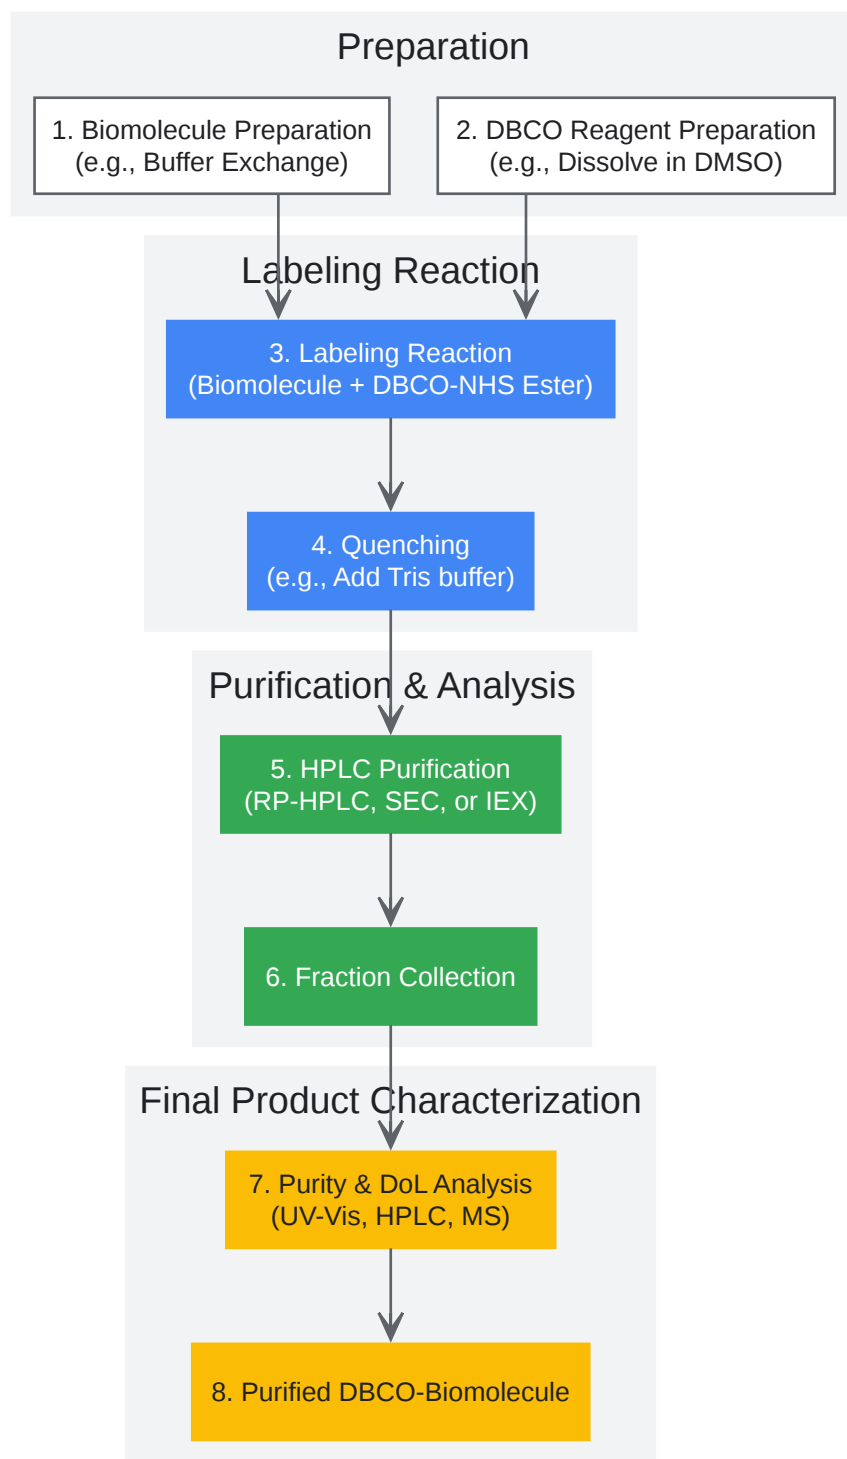 Preparation
1. Biomolecule Preparation
(e.g., Buffer Exchange)
2. DBCO Reagent Preparation
(e.g., Dissolve in DMSO)
Labeling Reaction
3. Labeling Reaction
(Biomolecule + DBCO-NHS Ester)
4. Quenching
(e.g., Add Tris buffer)
Purification & Analysis
5. HPLC Purification
(RP-HPLC, SEC, or IEX)
6. Fraction Collection
Final Product Characterization
7. Purity & DoL Analysis
(UV-Vis, HPLC, MS)
8. Purified DBCO-Biomolecule